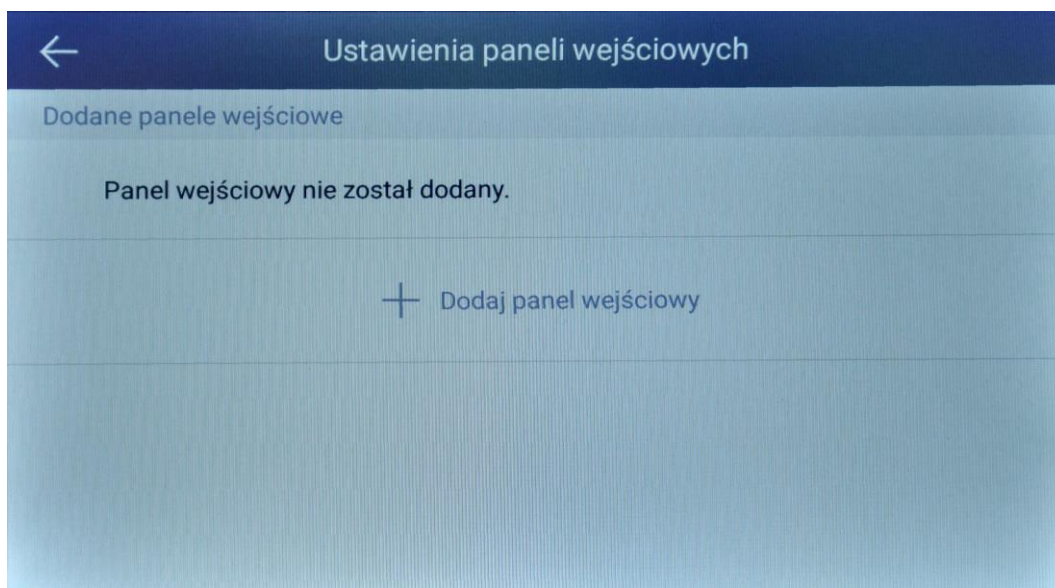 Ustawienia paneli wejściowych
Dodane panele wejściowe
Panel wejściowy nie został dodany.
Dodaj panel wejściowy